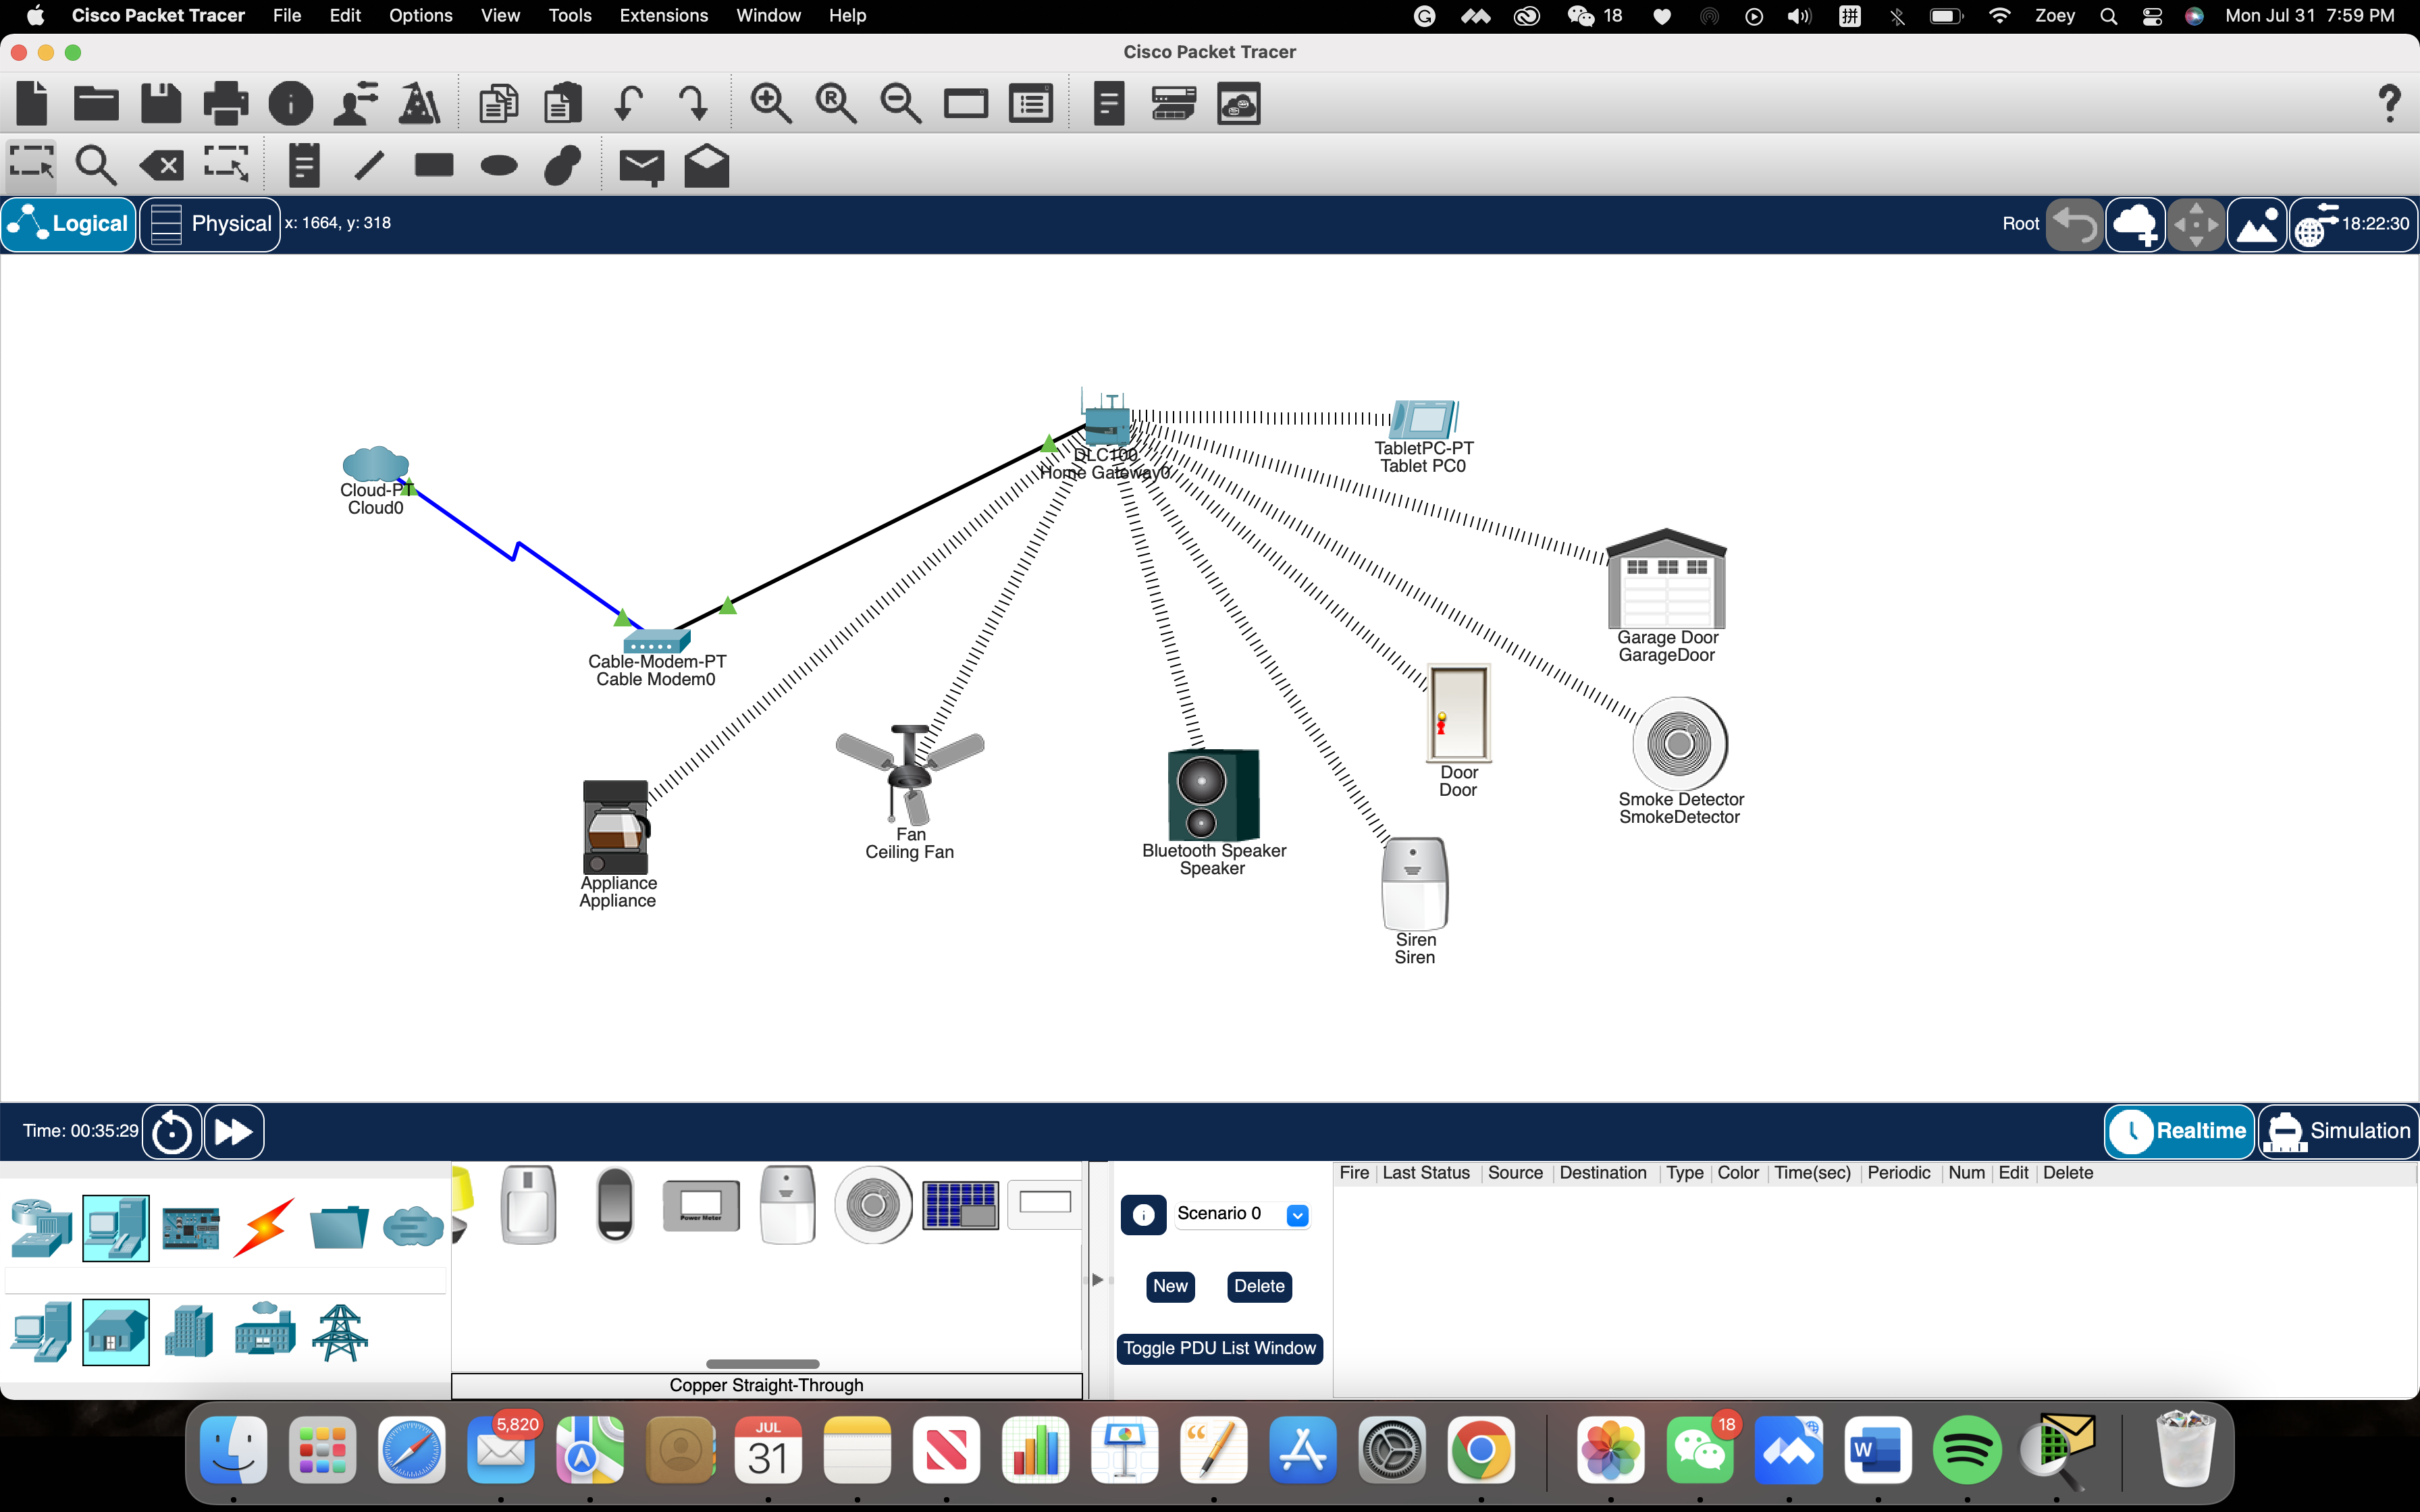 Cisco Packet Tracer File Edit Options View Tools Extensions Window Help 18 拼 Zoey Mon Jul 31 7:59 PM
Cisco Packet Tracer
Logical Physical x: 1664, y: 318 Root 18:22:30
DLC100
Home Gateway0
TabletPC-PT
Tablet PC0
Cloud-PT
Cloud0
Cable-Modem-PT
Cable Modem0
Garage Door
GarageDoor
Door
Door
Smoke Detector
SmokeDetector
Fan
Ceiling Fan
Bluetooth Speaker
Speaker
Appliance
Appliance
Siren
Siren
Time: 00:35:29 Realtime Simulation
Power Meter
Fire Last Status Source Destination Type Color Time(sec) Periodic Num Edit Delete
Scenario 0
New Delete
Toggle PDU List Window
Copper Straight-Through
5,820
JUL
31
18
W